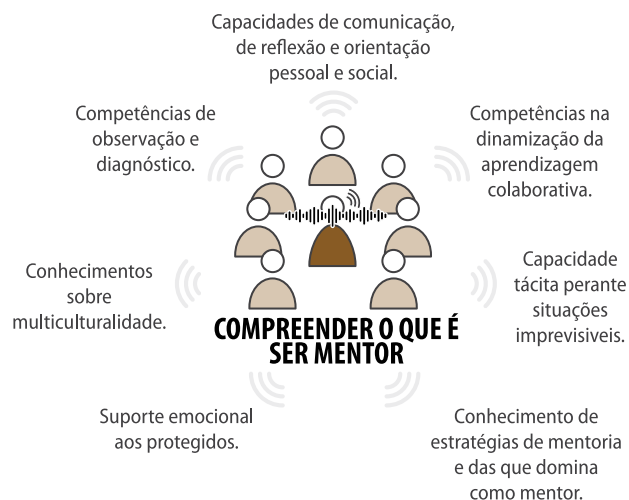 Capacidades de comunicação,
de reflexão e orientação
pessoal e social.
Competências de
observação e
diagnóstico.
Competências na
dinamização da
aprendizagem
colaborativa.
Conhecimentos
sobre
multiculturalidade.
Capacidade
tácita perante
situações
imprevisiveis.
COMPREENDER O QUE É
SER MENTOR
Suporte emocional
aos protegidos.
Conhecimento de
estratégias de mentoria
e das que domina
como mentor.